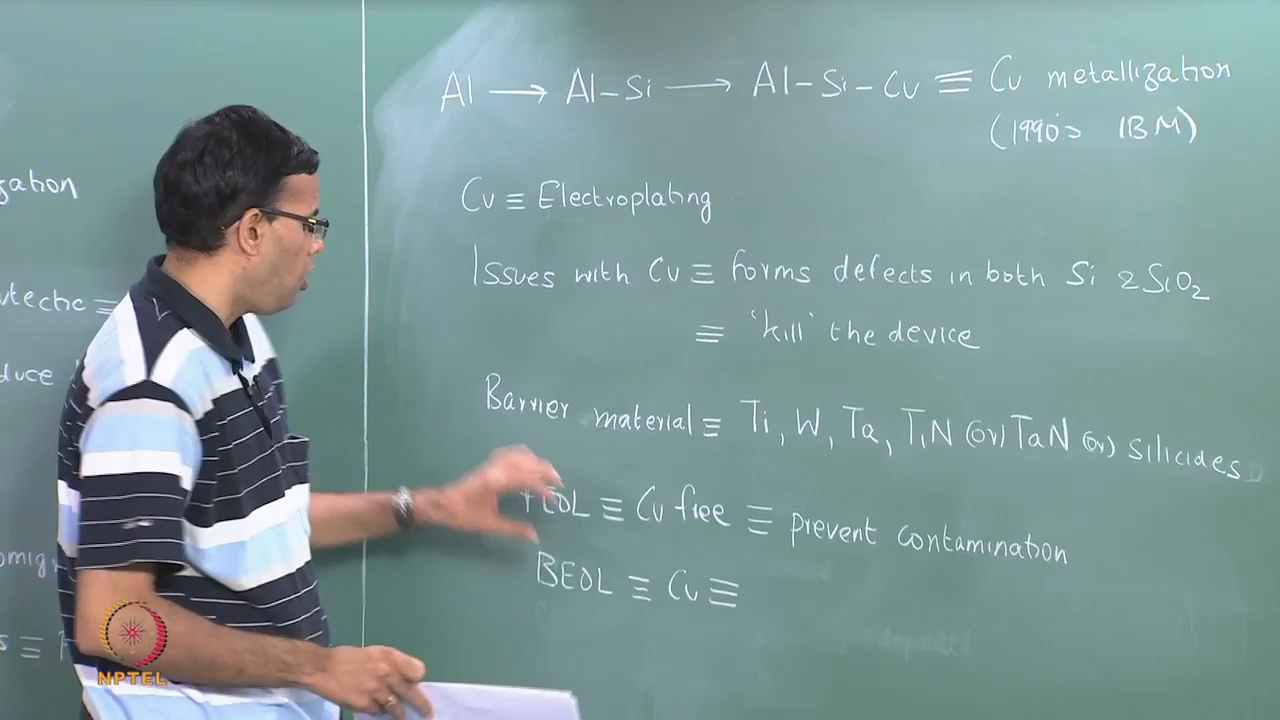 Al → Al-Si → Al-Si-Cu ≡ Cu metallization
(1990's IBM)
Cu ≡ Electroplating
Issues with Cu ≡ forms defects in both Si & SiO2
≡ 'kill' the device
Barrier material ≡ Ti, W, Ta, TiN (or) TaN (or) silicides
FEOL ≡ Cu free ≡ prevent contamination
BEOL ≡ Cu ≡
NPTEL